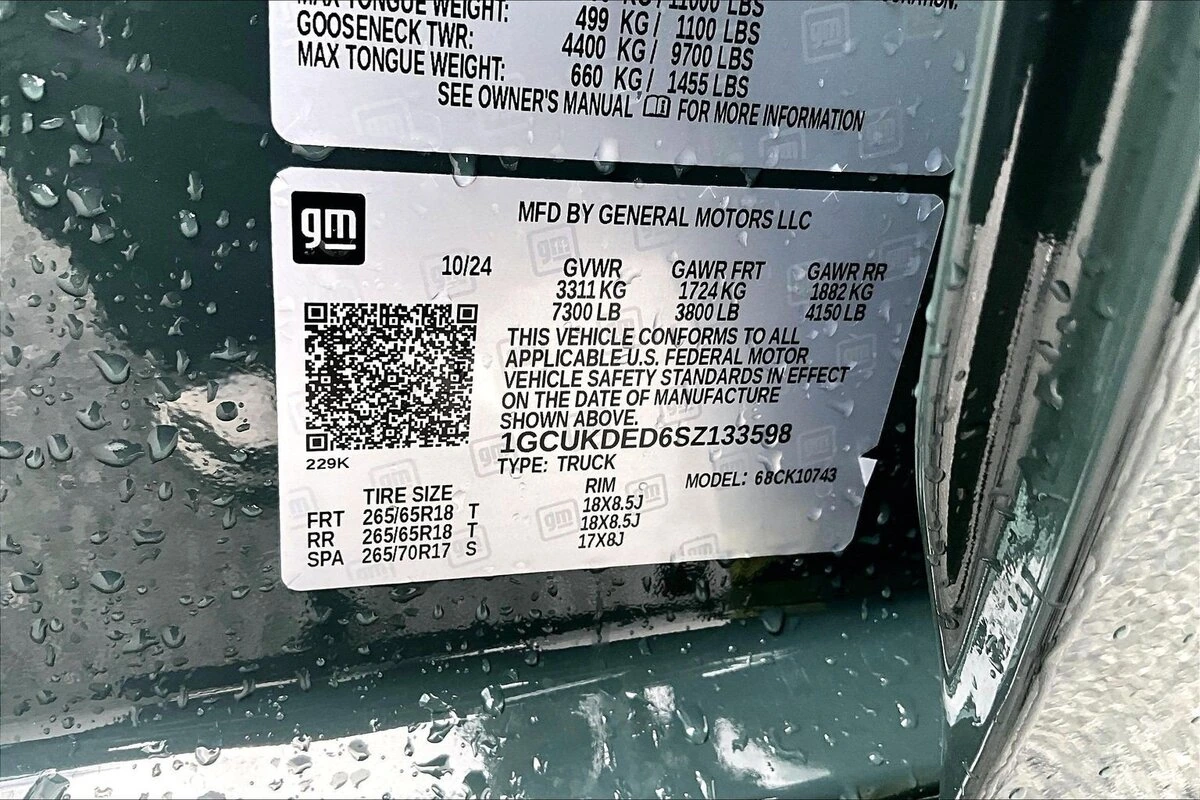 MAX TONGUE WEIGHT: 499 KG/ 1100 LBS
GOOSENECK TWR: 4400 KG/ 9700 LBS
MAX TONGUE WEIGHT: 660 KG/ 1455 LBS
SEE OWNER'S MANUAL FOR MORE INFORMATION
gm
MFD BY GENERAL MOTORS LLC
10/24 GVWR GAWR FRT GAWR RR
3311 KG 1724 KG 1882 KG
7300 LB 3800 LB 4150 LB
THIS VEHICLE CONFORMS TO ALL
APPLICABLE U.S. FEDERAL MOTOR
VEHICLE SAFETY STANDARDS IN EFFECT
ON THE DATE OF MANUFACTURE
SHOWN ABOVE.
1GCUKDED6SZ133598
229K
TYPE: TRUCK
MODEL: 68CK10743
TIRE SIZE RIM
FRT 265/65R18 T 18X8.5J
RR 265/65R18 T 18X8.5J
SPA 265/70R17 S 17X8J